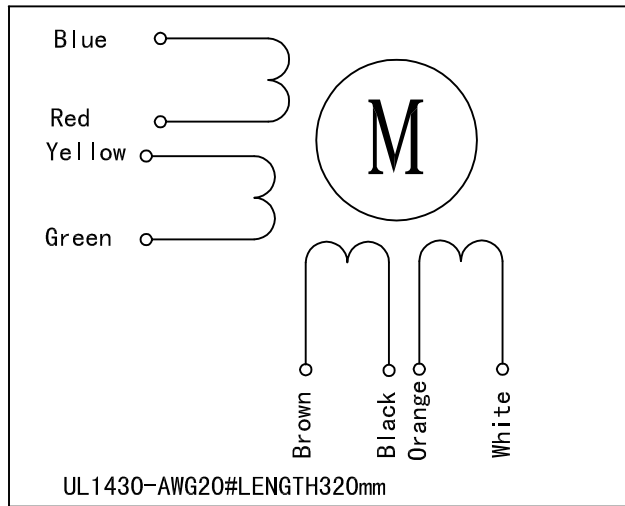 Blue
Red
Yellow
Green
M
Brown
Black
Orange
White
UL1430-AWG20#LENGTH320mm